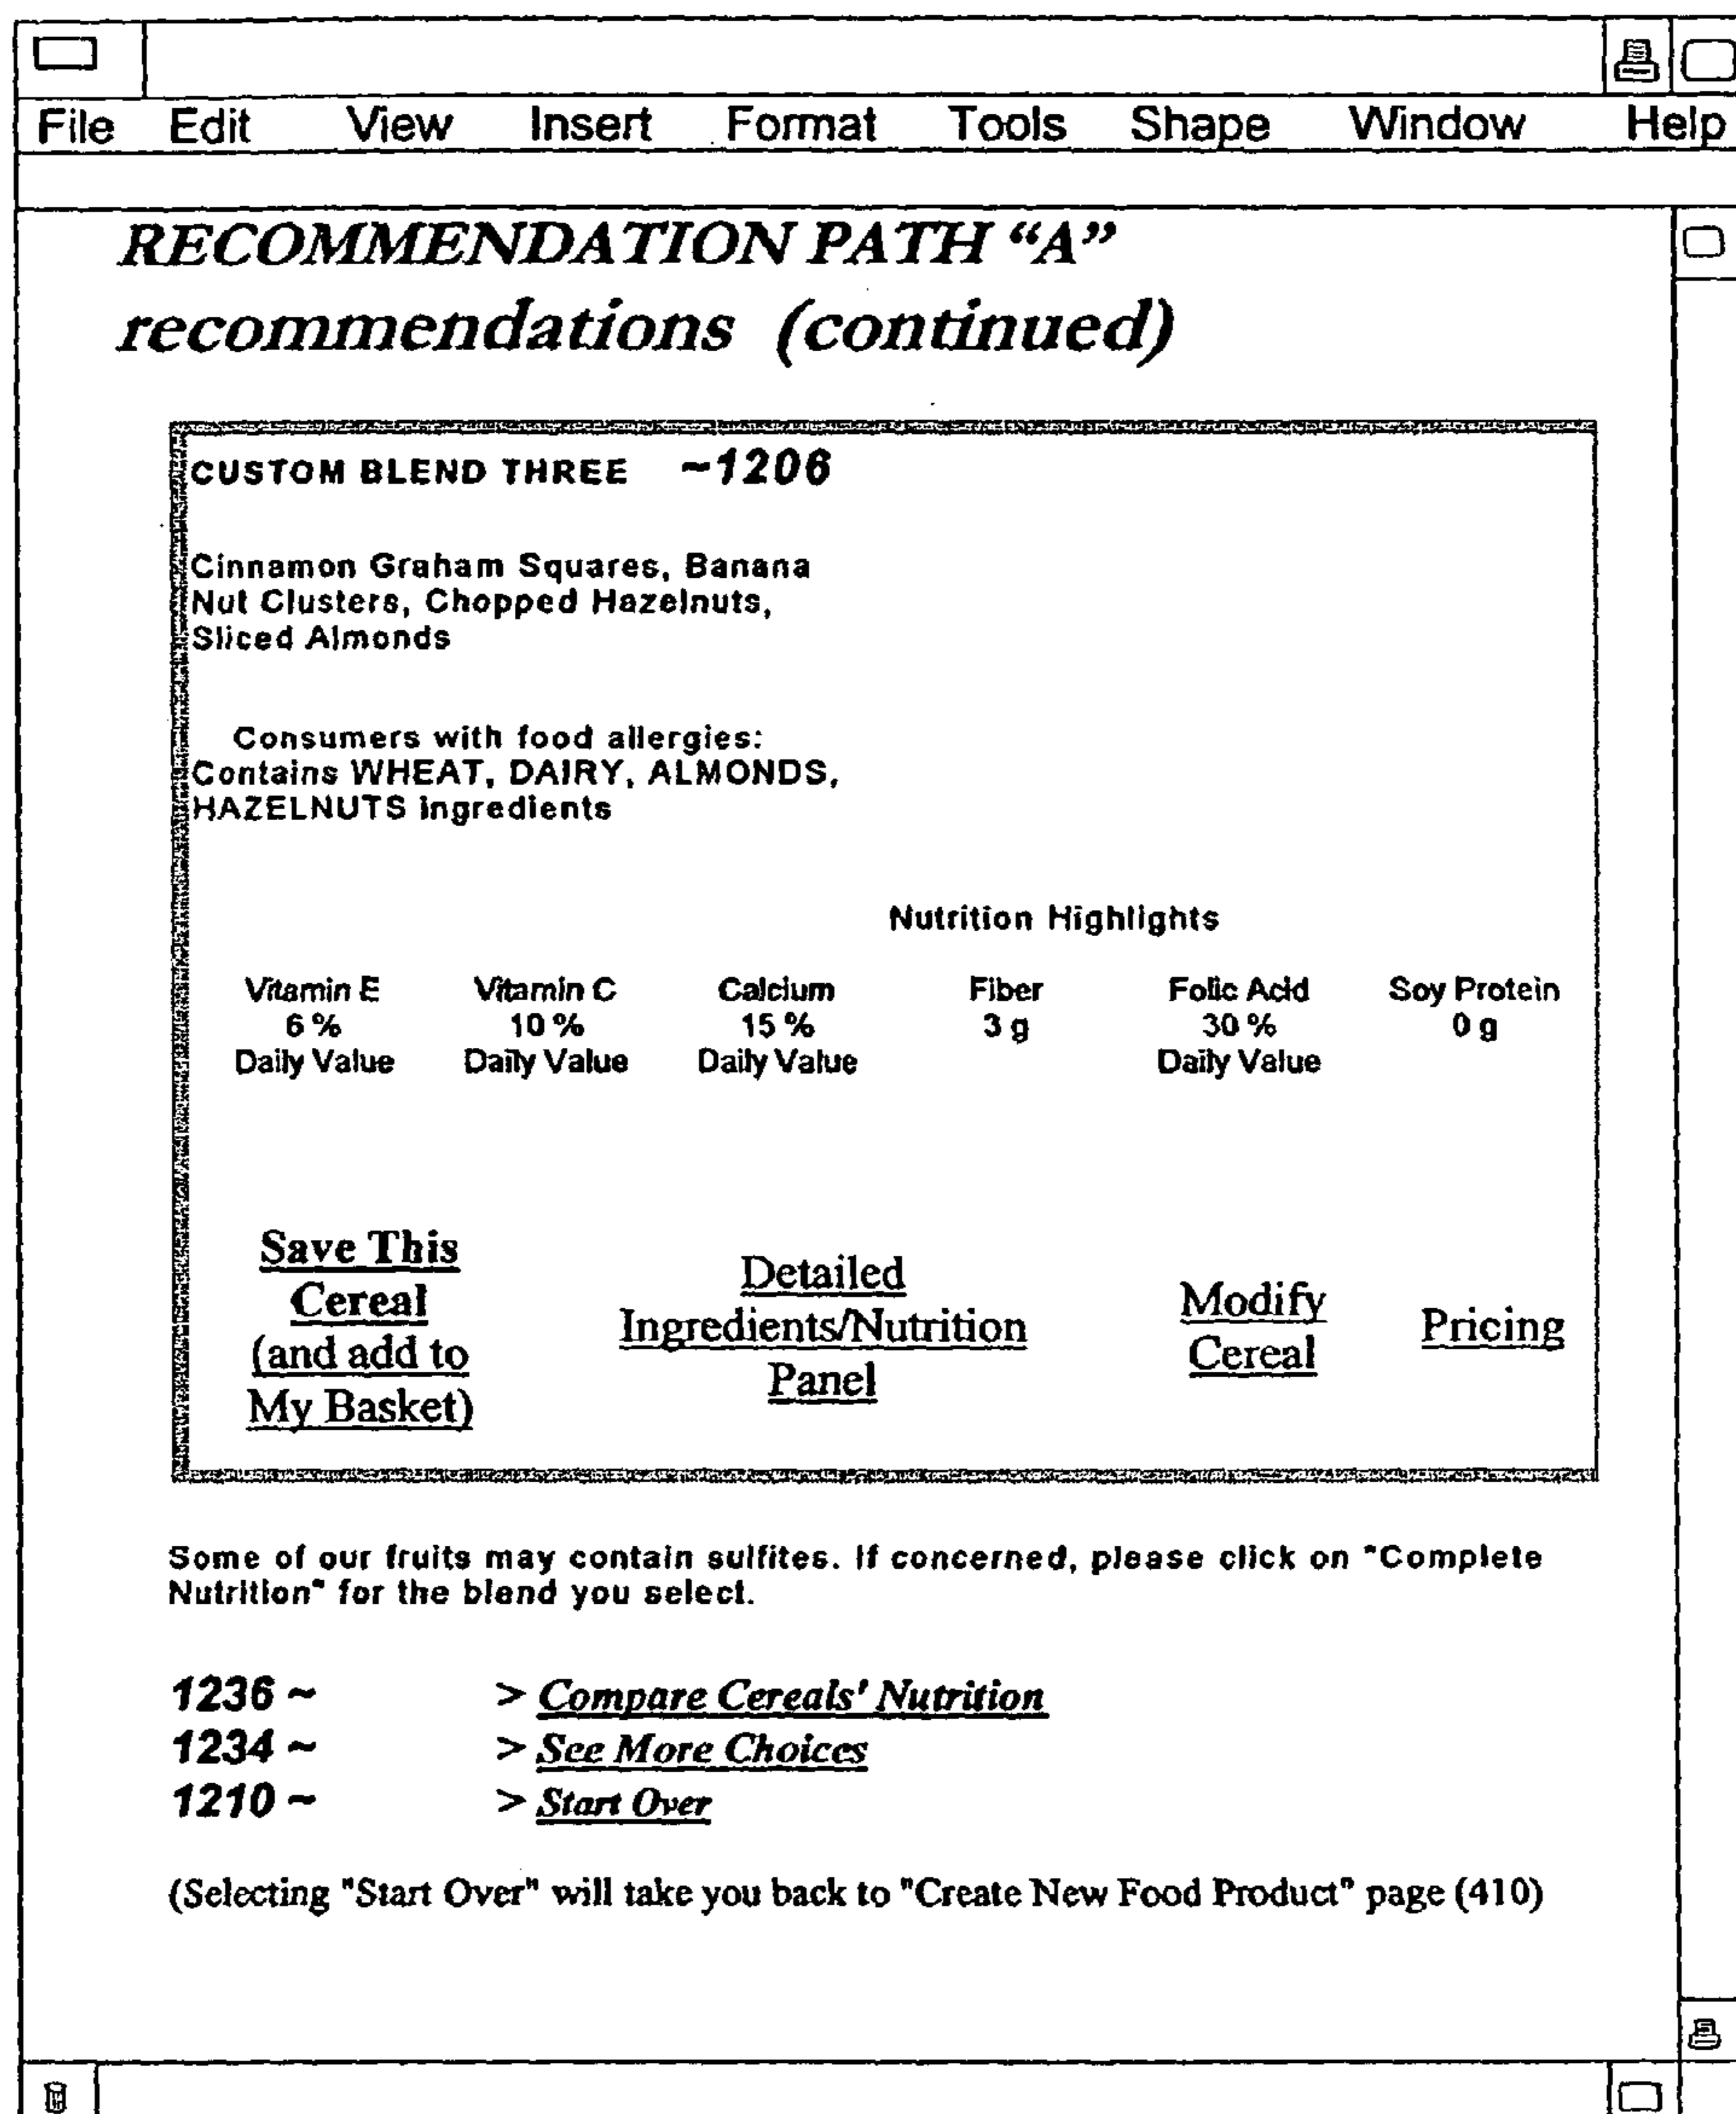 File Edit View Insert Format Tools Shape Window Help
RECOMMENDATION PATH “A”
recommendations (continued)
CUSTOM BLEND THREE ~1206
Cinnamon Graham Squares, Banana
Nut Clusters, Chopped Hazelnuts,
Sliced Almonds
Consumers with food allergies:
Contains WHEAT, DAIRY, ALMONDS,
HAZELNUTS ingredients
Nutrition Highlights
Vitamin E Vitamin C Calcium Fiber Folic Acid Soy Protein
6 % 10 % 15 % 3 g 30 % 0 g
Daily Value Daily Value Daily Value Daily Value
Save This
Cereal
(and add to
My Basket)
Detailed
Ingredients/Nutrition
Panel
Modify
Cereal
Pricing
Some of our fruits may contain sulfites. If concerned, please click on "Complete
Nutrition" for the blend you select.
1236 ~ > Compare Cereals' Nutrition
1234 ~ > See More Choices
1210 ~ > Start Over
(Selecting "Start Over" will take you back to "Create New Food Product" page (410)